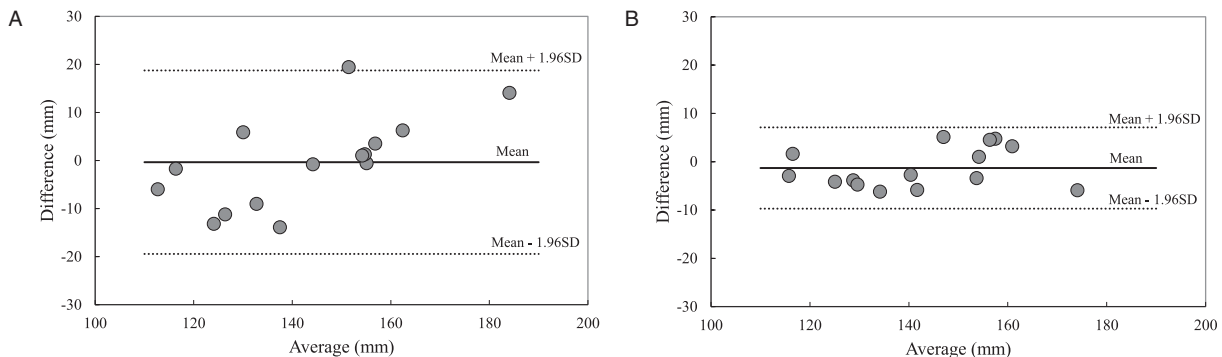 A
30
20
10
0
-10
-20
-30
Difference (mm)
Mean + 1.96SD
Mean
Mean - 1.96SD
100 120 140 160 180 200
Average (mm)
B
30
20
10
0
-10
-20
-30
Difference (mm)
Mean + 1.96SD
Mean
Mean - 1.96SD
100 120 140 160 180 200
Average (mm)